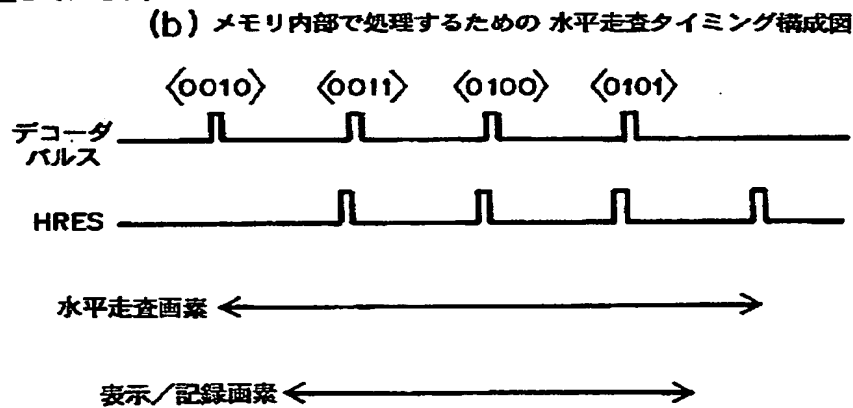 (b) メモリ内部で処理するための 水平走査タイミング構成図
〈0010〉 〈0011〉 〈0100〉 〈0101〉
デコーダ
パルス
HRES
水平走査画素
表示/記録画素